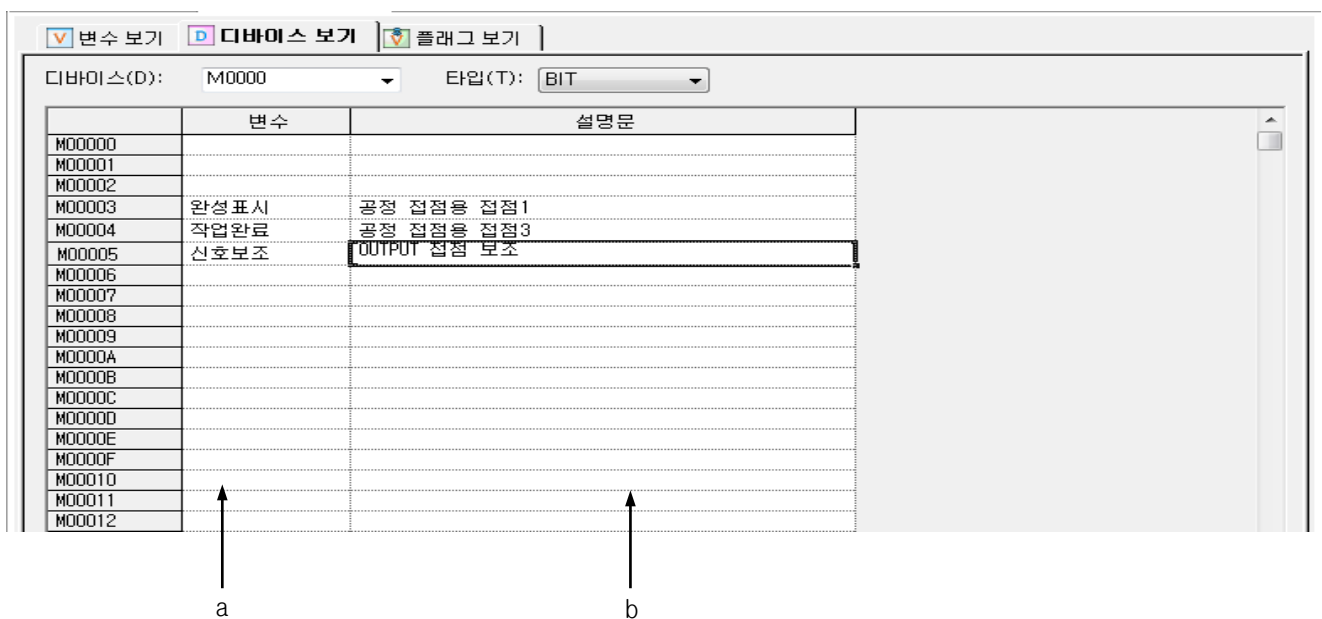 변수 보기 디바이스 보기 플래그 보기
디바이스(D): M0000 타입(T): BIT
변수 설명문
M00000
M00001
M00002
M00003 완성표시 공정 접점용 접점1
M00004 작업완료 공정 접점용 접점3
M00005 신호보조 OUTPUT 접점 보조
M00006
M00007
M00008
M00009
M0000A
M0000B
M0000C
M0000D
M0000E
M0000F
M00010
M00011
M00012
a b